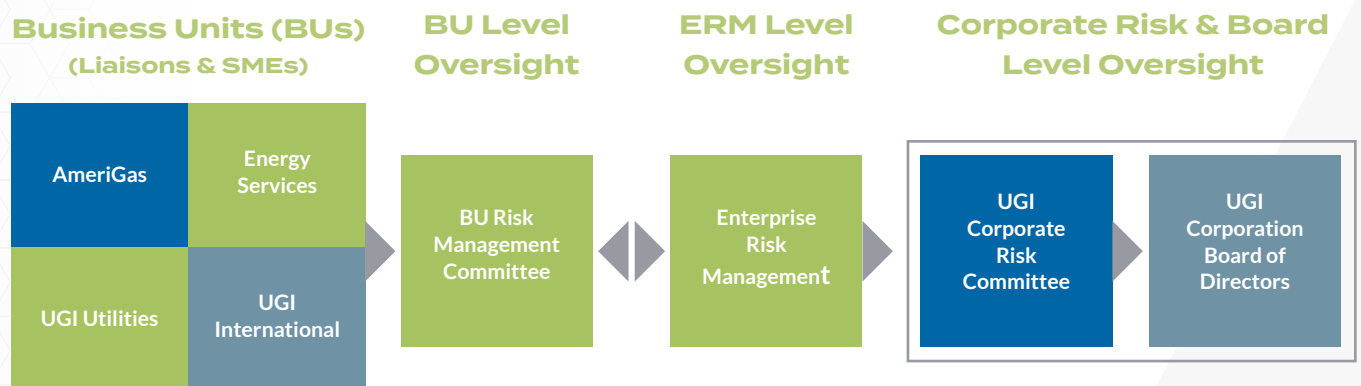 Business Units (BUs)
(Liaisons & SMEs)
BU Level
Oversight
ERM Level
Oversight
Corporate Risk & Board
Level Oversight
AmeriGas
Energy
Services
UGI Utilities
UGI
International
BU Risk
Management
Committee
Enterprise
Risk
Management
UGI
Corporate
Risk
Committee
UGI
Corporation
Board of
Directors